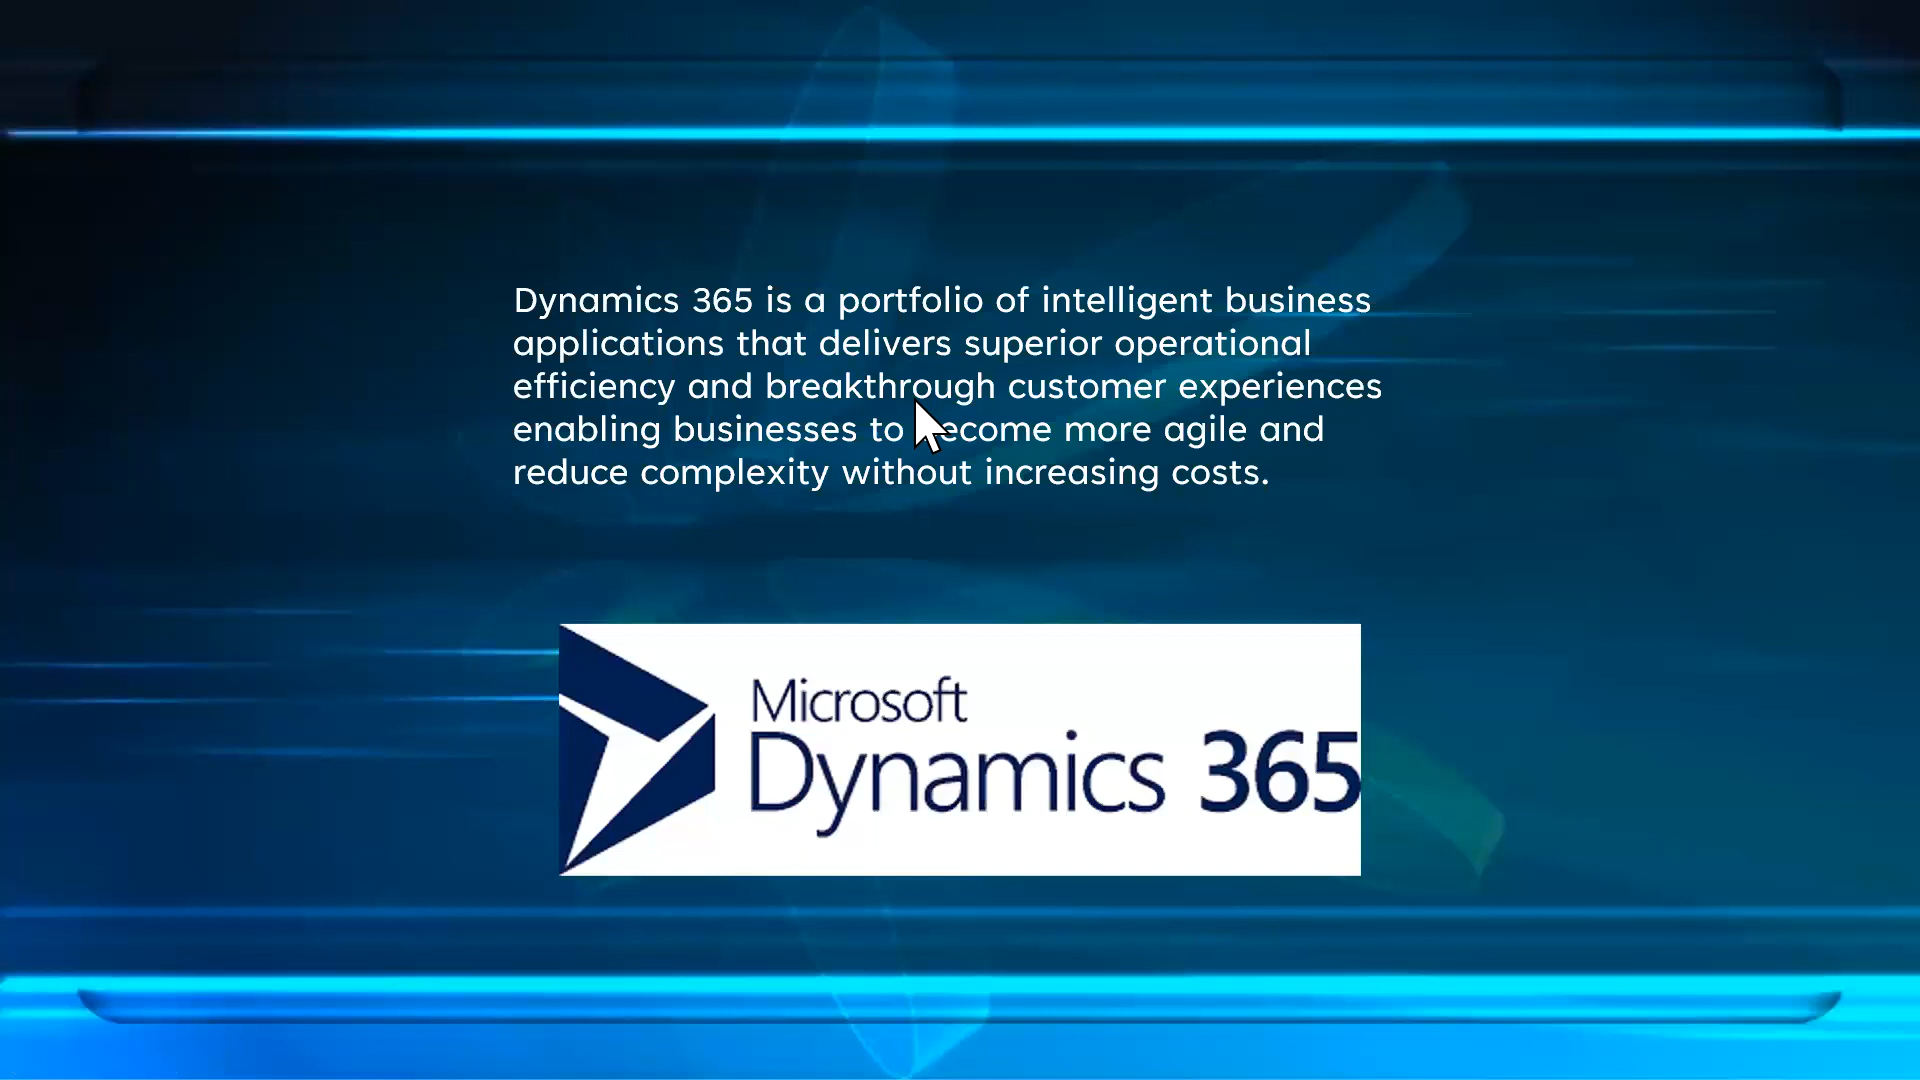 Dynamics 365 is a portfolio of intelligent business
applications that delivers superior operational
efficiency and breakthrough customer experiences
enabling businesses to become more agile and
reduce complexity without increasing costs.
Microsoft
Dynamics 365